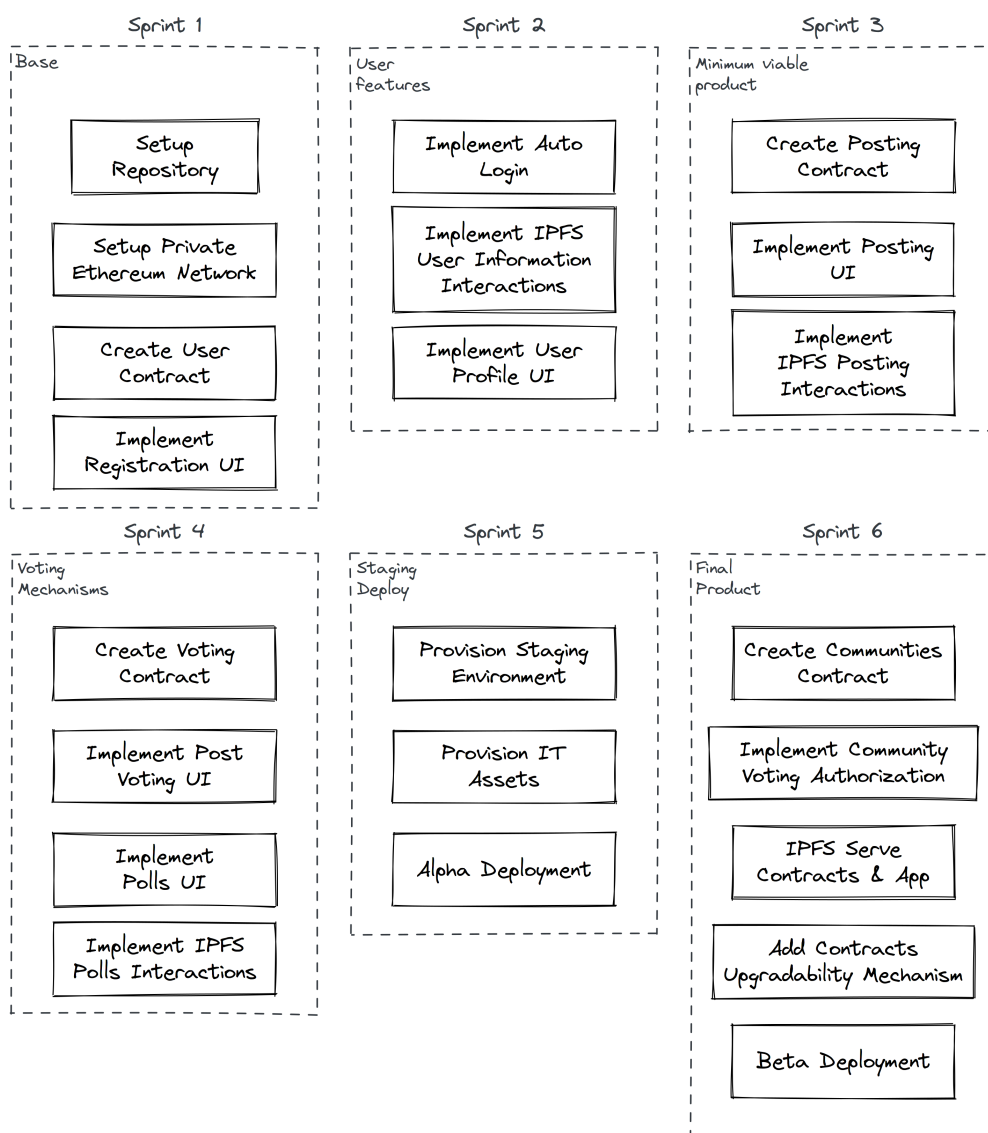 Sprint 1
Base
Setup
Repository
Setup Private
Ethereum Network
Create User
Contract
Implement
Registration UI
Sprint 2
User
features
Implement Auto
Login
Implement IPFS
User Information
Interactions
Implement User
Profile UI
Sprint 3
Minimum viable
product
Create Posting
Contract
Implement Posting
UI
Implement
IPFS Posting
Interactions
Sprint 4
Voting
Mechanisms
Create Voting
Contract
Implement Post
Voting UI
Implement
Polls UI
Implement IPFS
Polls Interactions
Sprint 5
Staging
Deploy
Provision Staging
Environment
Provision IT
Assets
Alpha Deployment
Sprint 6
Final
Product
Create Communities
Contract
Implement Community
Voting Authorization
IPFS Serve
Contracts & App
Add Contracts
Upgradability Mechanism
Beta Deployment